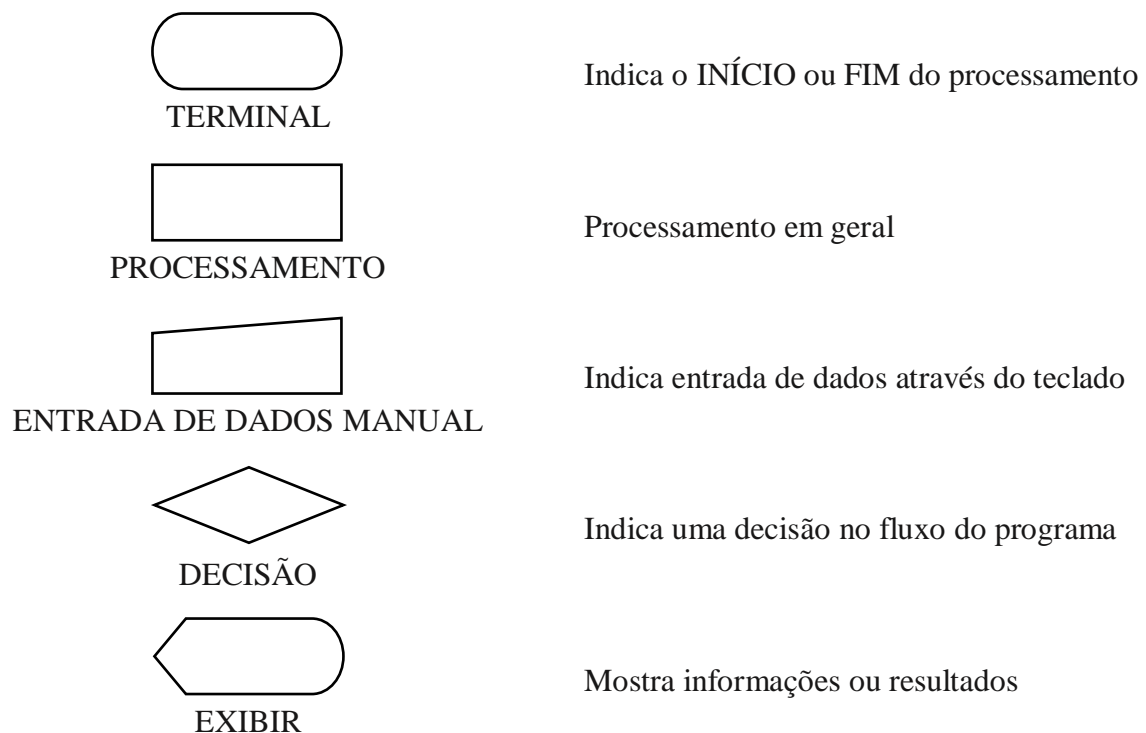 Indica o INÍCIO ou FIM do processamento
TERMINAL
Processamento em geral
PROCESSAMENTO
Indica entrada de dados através do teclado
ENTRADA DE DADOS MANUAL
Indica uma decisão no fluxo do programa
DECISÃO
Mostra informações ou resultados
EXIBIR